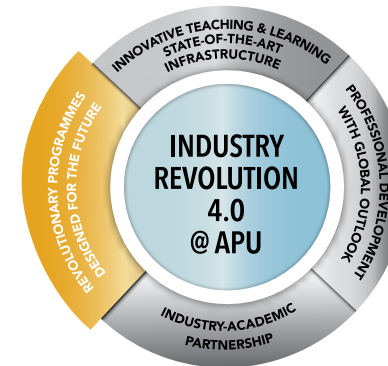 INNOVATIVE TEACHING & LEARNING
STATE-OF-THE-ART
INFRASTRUCTURE
REVOLUTIONARY PROGRAMMES
DESIGNED FOR THE FUTURE
INDUSTRY
REVOLUTION
4.0
@ APU
PROFESSIONAL DEVELOPMENT
WITH GLOBAL OUTLOOK
INDUSTRY-ACADEMIC
PARTNERSHIP